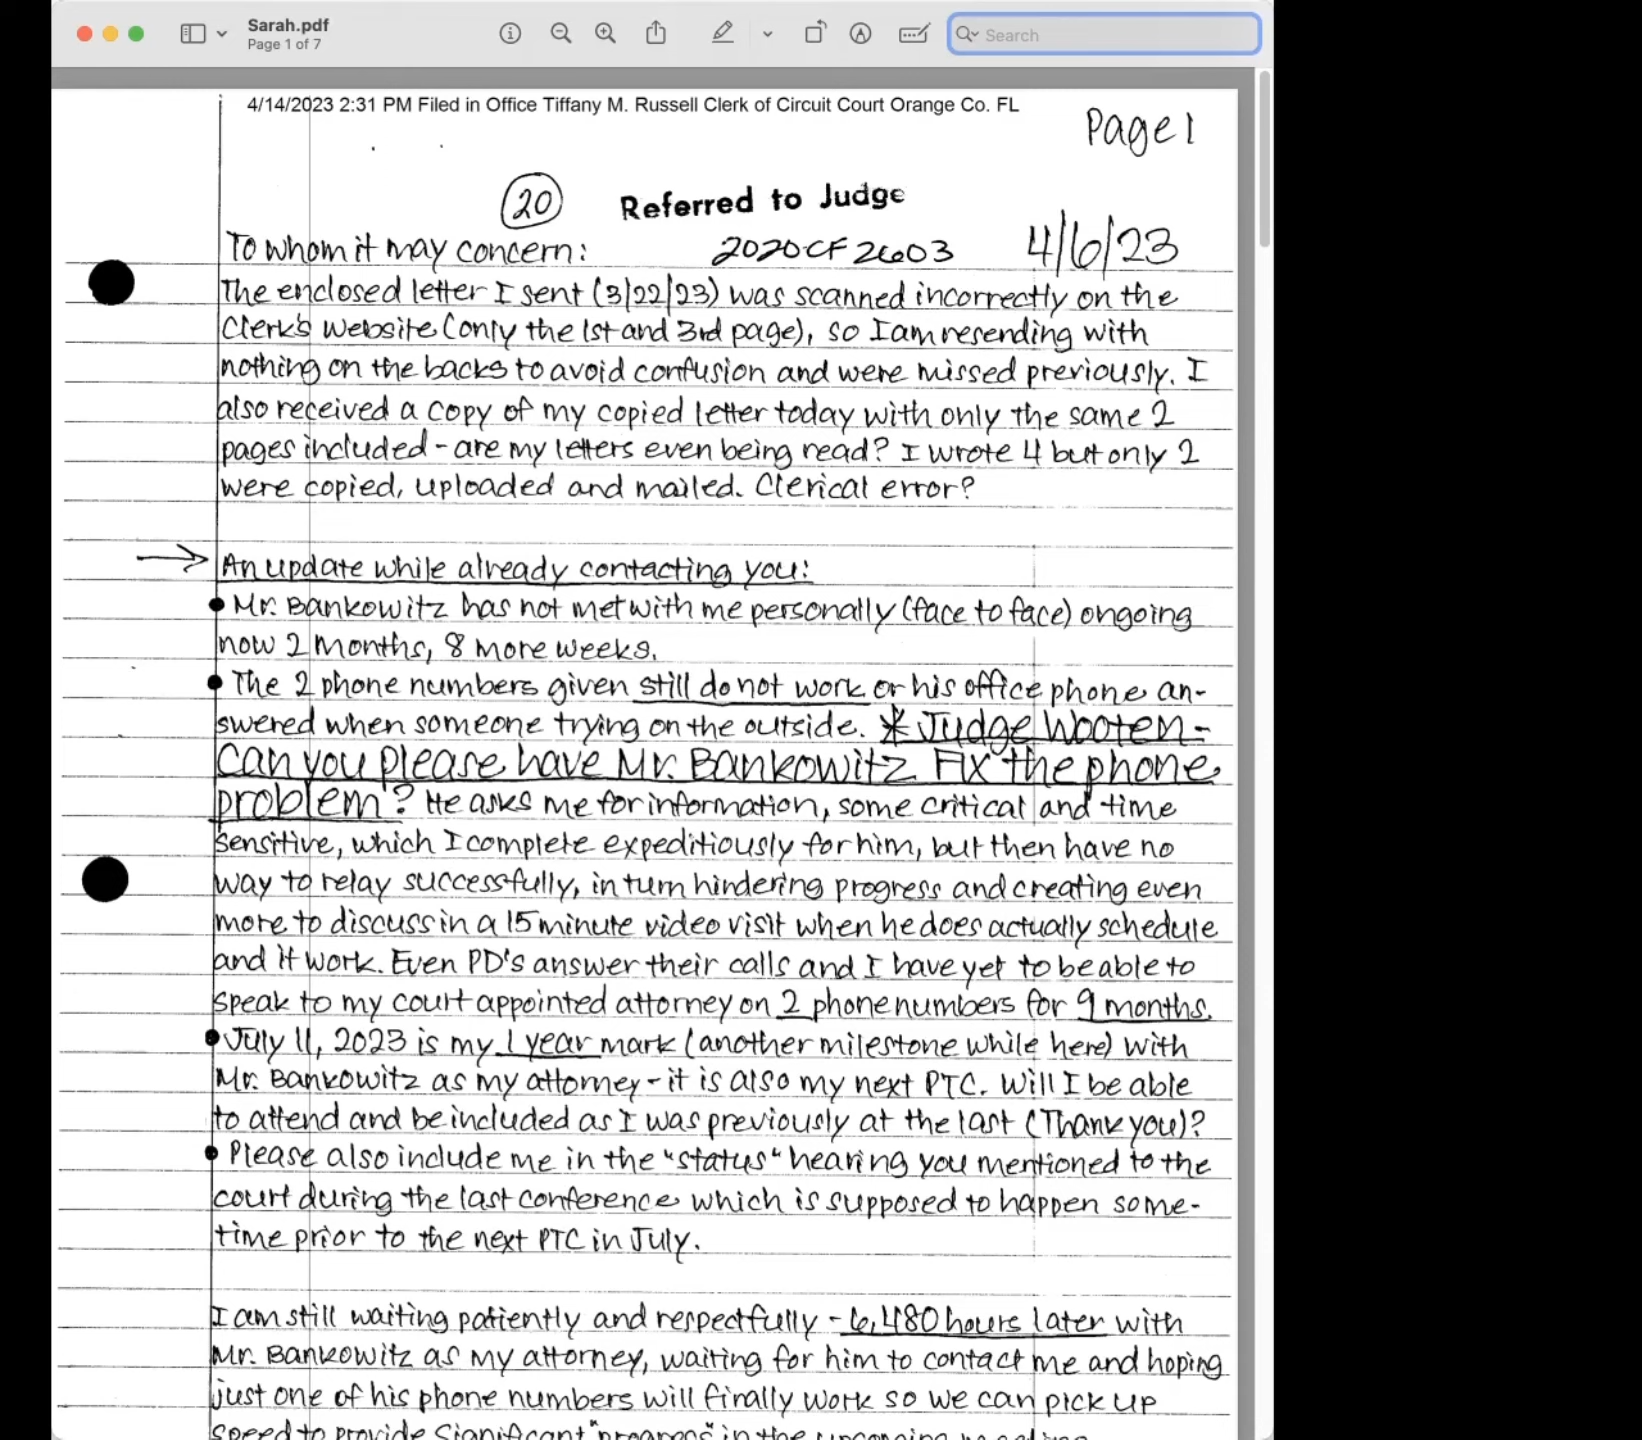 Sarah.pdf
Page 1 of 7
Search
4/14/2023 2:31 PM Filed in Office Tiffany M. Russell Clerk of Circuit Court Orange Co. FL
Page 1
20 Referred to Judge
To whom it may concern: 2020CF2603 4/6/23
The enclosed letter I sent (3/22/23) was scanned incorrectly on the
Clerk's website (only the 1st and 3rd page), so I am resending with
nothing on the backs to avoid confusion and were missed previously. I
also received a copy of my copied letter today with only the same 2
pages included - are my letters even being read? I wrote 4 but only 2
were copied, uploaded and mailed. Clerical error?
An update while already contacting you:
• Mr. Bankowitz has not met with me personally (face to face) ongoing
now 2 months, 8 more weeks.
• The 2 phone numbers given still do not work or his office phone an-
swered when someone trying on the outside. * Judge Wooten-
Can you please have Mr. Bankowitz Fix the phone
problem? He asks me for information, some critical and time
sensitive, which I complete expeditiously for him, but then have no
way to relay successfully, in turn hindering progress and creating even
more to discuss in a 15 minute video visit when he does actually schedule
and it work. Even PD's answer their calls and I have yet to be able to
speak to my court appointed attorney on 2 phone numbers for 9 months.
• July 11, 2023 is my 1 year mark (another milestone while here) with
Mr. Bankowitz as my attorney - it is also my next PTC. Will I be able
to attend and be included as I was previously at the last (Thank you)?
• Please also include me in the "status" hearing you mentioned to the
court during the last conference which is supposed to happen some-
time prior to the next PTC in July.
I am still waiting patiently and respectfully - 6,480 hours later with
Mr. Bankowitz as my attorney, waiting for him to contact me and hoping
just one of his phone numbers will finally work so we can pick up
speed to provide significant "progress" in the upcoming